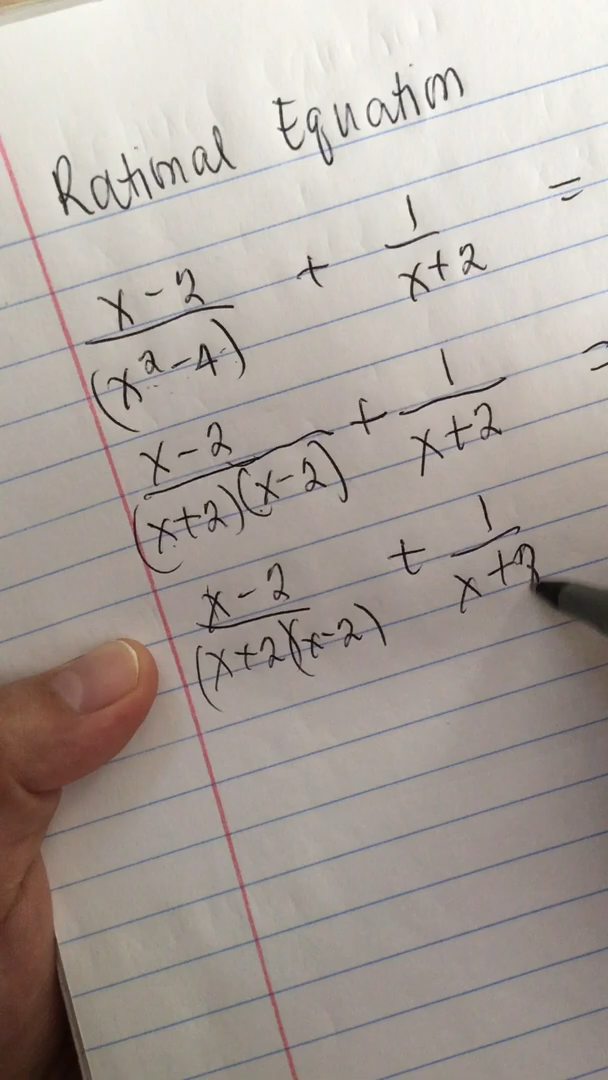 Rational Equation
x - 2 / (x² - 4) + 1 / x + 2 =
x - 2 / (x + 2)(x - 2) + 1 / x + 2 =
x - 2 / (x + 2)(x - 2) + 1 / x + 2